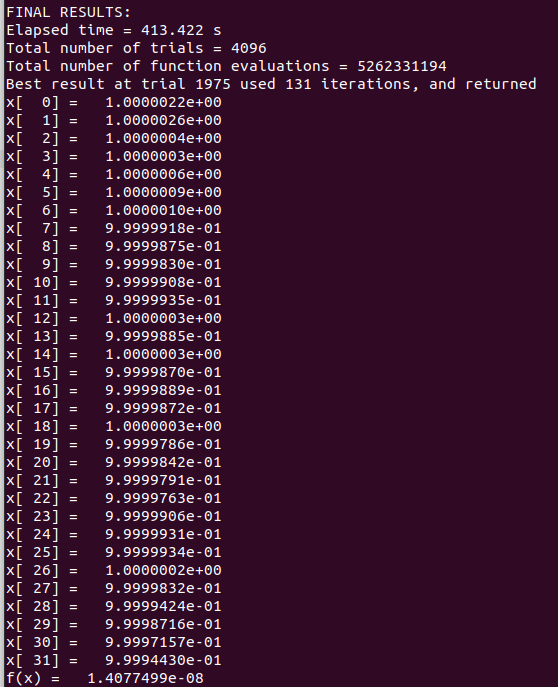 FINAL RESULTS:
Elapsed time = 413.422 s
Total number of trials = 4096
Total number of function evaluations = 5262331194
Best result at trial 1975 used 131 iterations, and returned
x[  0] =   1.0000022e+00
x[  1] =   1.0000026e+00
x[  2] =   1.0000004e+00
x[  3] =   1.0000003e+00
x[  4] =   1.0000006e+00
x[  5] =   1.0000009e+00
x[  6] =   1.0000010e+00
x[  7] =   9.9999918e-01
x[  8] =   9.9999875e-01
x[  9] =   9.9999830e-01
x[ 10] =   9.9999908e-01
x[ 11] =   9.9999935e-01
x[ 12] =   1.0000003e+00
x[ 13] =   9.9999885e-01
x[ 14] =   1.0000003e+00
x[ 15] =   9.9999870e-01
x[ 16] =   9.9999889e-01
x[ 17] =   9.9999872e-01
x[ 18] =   1.0000003e+00
x[ 19] =   9.9999786e-01
x[ 20] =   9.9999842e-01
x[ 21] =   9.9999791e-01
x[ 22] =   9.9999763e-01
x[ 23] =   9.9999906e-01
x[ 24] =   9.9999931e-01
x[ 25] =   9.9999934e-01
x[ 26] =   1.0000002e+00
x[ 27] =   9.9999832e-01
x[ 28] =   9.9999424e-01
x[ 29] =   9.9998716e-01
x[ 30] =   9.9997157e-01
x[ 31] =   9.9994430e-01
f(x) =   1.4077499e-08